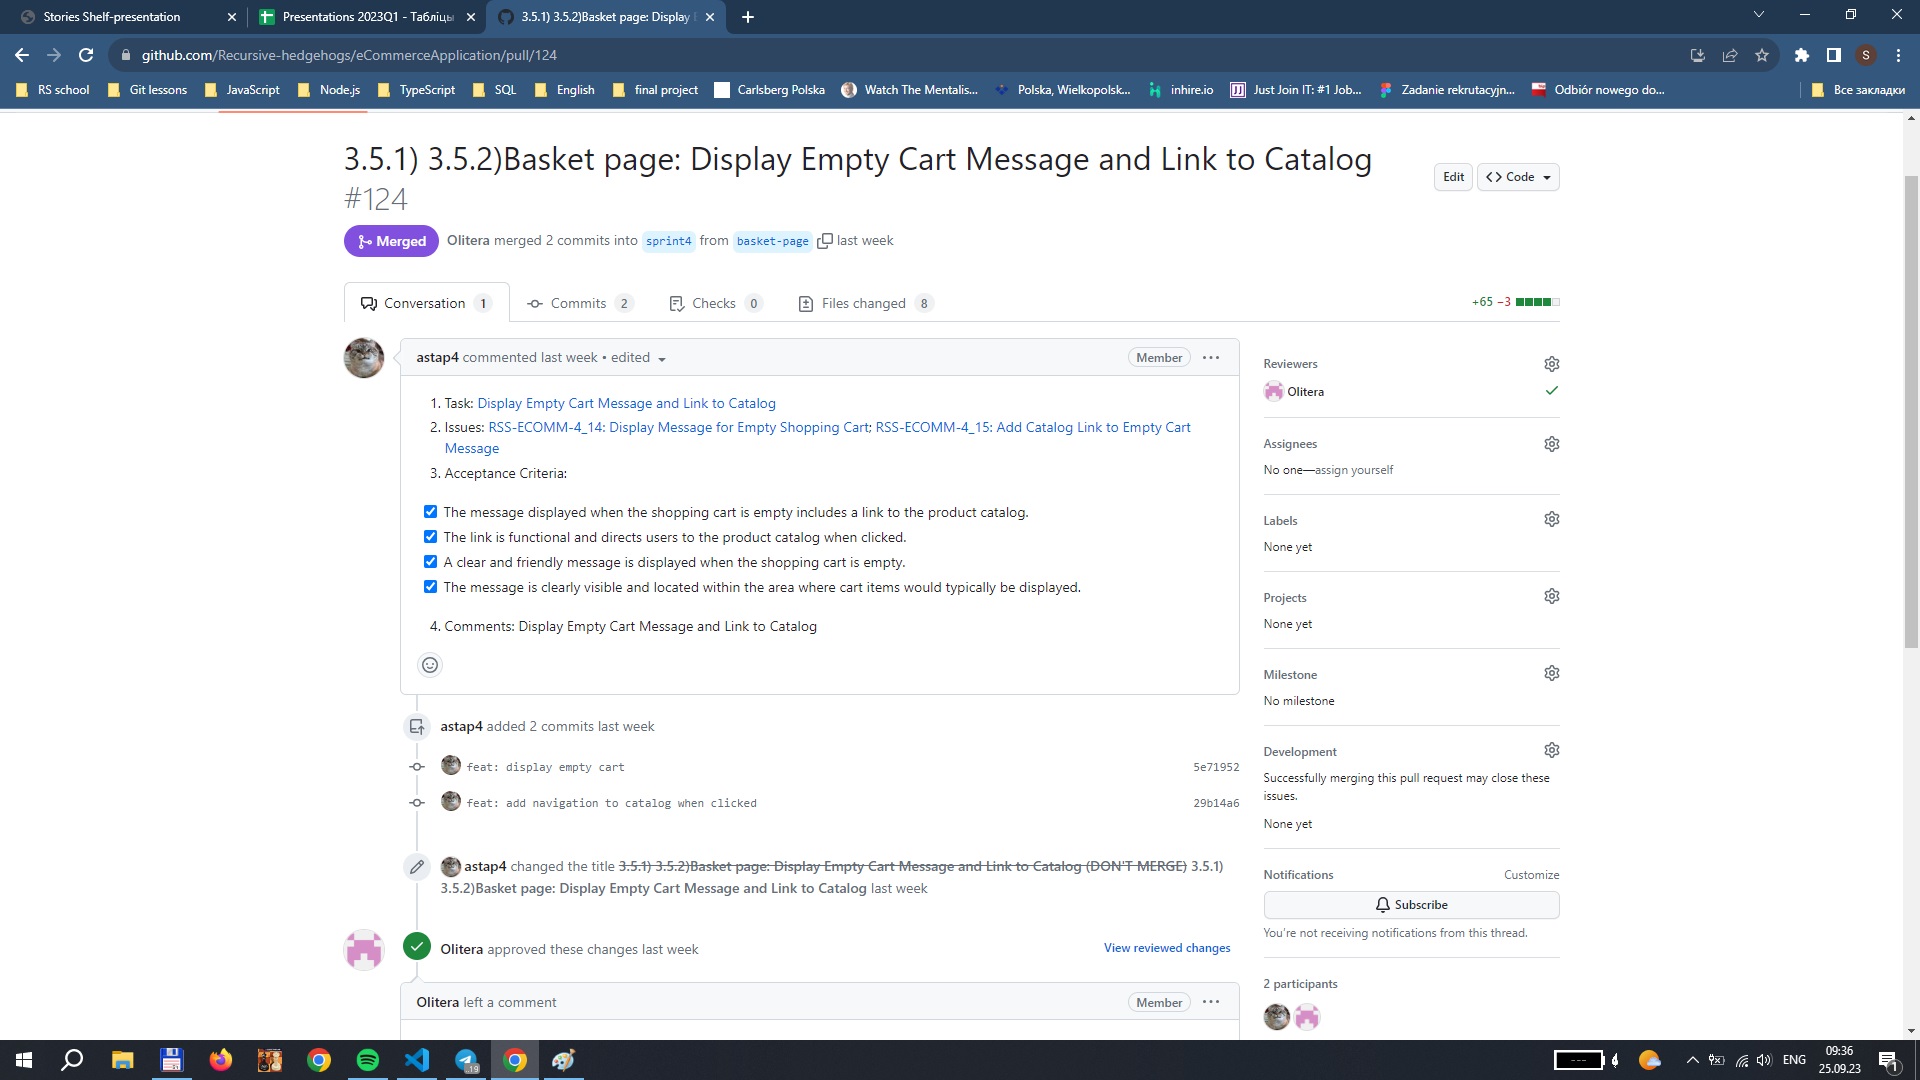 Stories Shelf-presentation
Presentations 2023Q1 - Табліцы
3.5.1) 3.5.2)Basket page: Display
github.com/Recursive-hedgehogs/eCommerceApplication/pull/124
S
RS school
Git lessons
JavaScript
Node.js
TypeScript
SQL
English
final project
Carlsberg Polska
Watch The Mentalis...
Polska, Wielkopolsk...
inhire.io
Just Join IT: #1 Job...
Zadanie rekrutacyjn...
Odbiór nowego do...
Все закладки
3.5.1) 3.5.2)Basket page: Display Empty Cart Message and Link to Catalog
#124
Edit
Code
Merged
Olitera merged 2 commits into sprint4 from basket-page last week
Conversation 1
Commits 2
Checks 0
Files changed 8
+65 −3
astap4 commented last week • edited
Member
1. Task: Display Empty Cart Message and Link to Catalog
2. Issues: RSS-ECOMM-4_14: Display Message for Empty Shopping Cart; RSS-ECOMM-4_15: Add Catalog Link to Empty Cart
Message
3. Acceptance Criteria:
The message displayed when the shopping cart is empty includes a link to the product catalog.
The link is functional and directs users to the product catalog when clicked.
A clear and friendly message is displayed when the shopping cart is empty.
The message is clearly visible and located within the area where cart items would typically be displayed.
4. Comments: Display Empty Cart Message and Link to Catalog
astap4 added 2 commits last week
feat: display empty cart
5e71952
feat: add navigation to catalog when clicked
29b14a6
astap4 changed the title 3.5.1) 3.5.2)Basket page: Display Empty Cart Message and Link to Catalog (DON'T MERGE) 3.5.1)
3.5.2)Basket page: Display Empty Cart Message and Link to Catalog last week
Olitera approved these changes last week
View reviewed changes
Olitera left a comment
Member
Reviewers
Olitera
Assignees
No one—assign yourself
Labels
None yet
Projects
None yet
Milestone
No milestone
Development
Successfully merging this pull request may close these
issues.
None yet
Notifications
Customize
Subscribe
You're not receiving notifications from this thread.
2 participants
.19
---
ENG
09:36
25.09.23
1